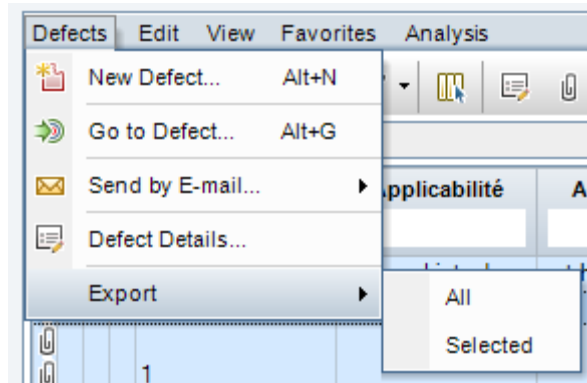 Defects Edit View Favorites Analysis
New Defect... Alt+N
Go to Defect... Alt+G
Send by E-mail...
Applicabilité A
Defect Details...
Export
All
Selected
1